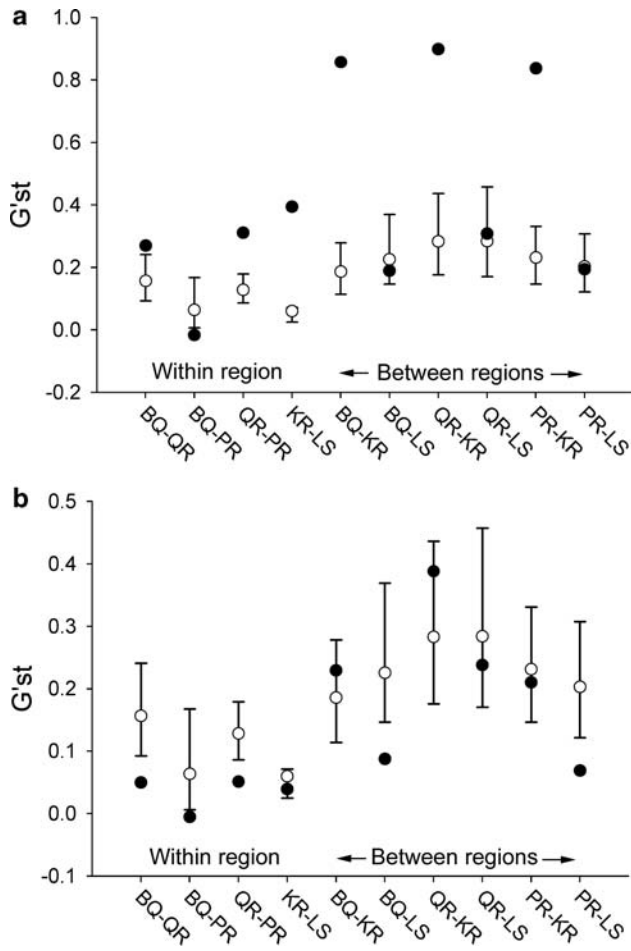 a
1.0
0.8
0.6
0.4
0.2
0.0
-0.2
G'st
Within region
Between regions
BQ-QR
BQ-PR
QR-PR
KR-LS
BQ-KR
BQ-LS
QR-KR
QR-LS
PR-KR
PR-LS
b
0.5
0.4
0.3
0.2
0.1
0.0
-0.1
G'st
Within region
Between regions
BQ-QR
BQ-PR
QR-PR
KR-LS
BQ-KR
BQ-LS
QR-KR
QR-LS
PR-KR
PR-LS